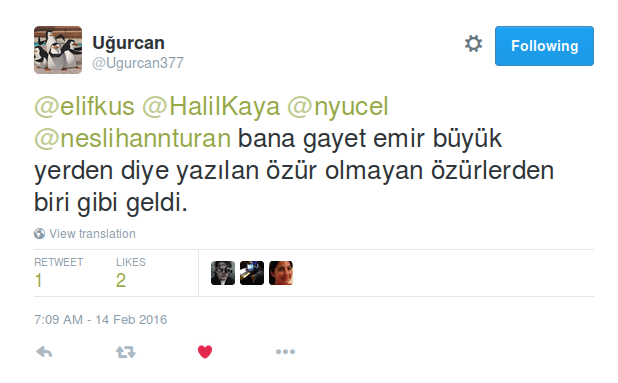 Uğurcan
@Ugurcan377
Following
@elifkus @HalilKaya @nyucel
@neslihannturan bana gayet emir büyük
yerden diye yazılan özür olmayan özürlerden
biri gibi geldi.
View translation
RETWEET LIKES
1 2
7:09 AM - 14 Feb 2016